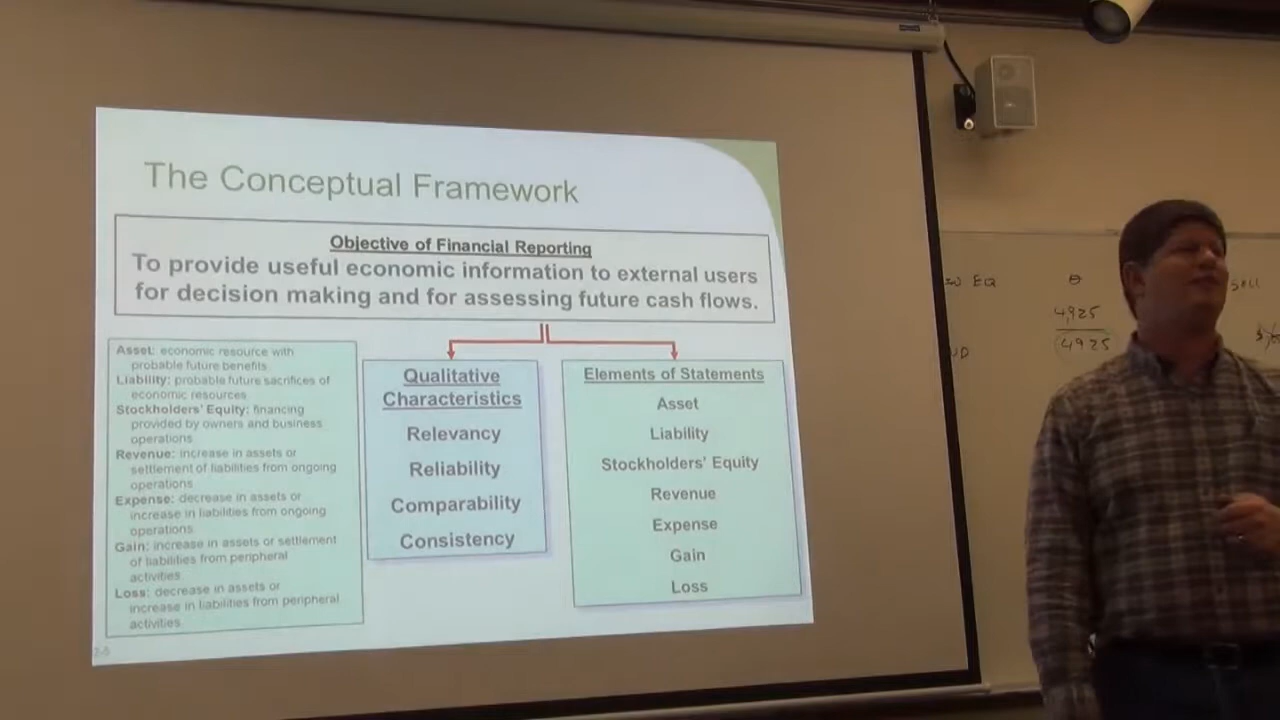 The Conceptual Framework
Objective of Financial Reporting
To provide useful economic information to external users
for decision making and for assessing future cash flows.
Asset: economic resource with
probable future benefits
Liability: probable future sacrifices of
economic resources
Stockholders' Equity: financing
provided by owners and business
operations
Revenue: increase in assets or
settlement of liabilities from ongoing
operations
Expense: decrease in assets or
increase in liabilities from ongoing
operations
Gain: increase in assets or settlement
of liabilities from peripheral
activities
Loss: decrease in assets or
increase in liabilities from peripheral
activities
Qualitative
Characteristics
Relevancy
Reliability
Comparability
Consistency
Elements of Statements
Asset
Liability
Stockholders' Equity
Revenue
Expense
Gain
Loss
EQ
4,925
4925